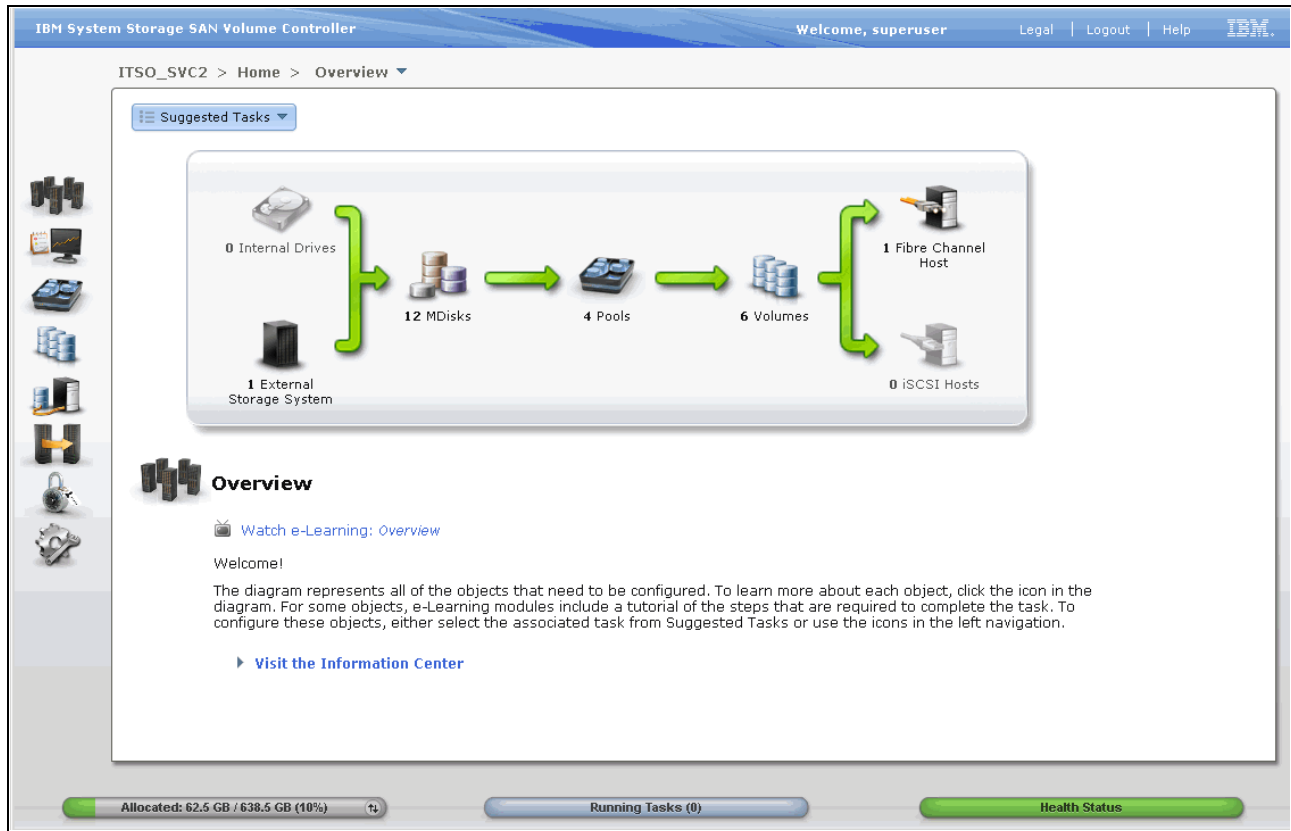 IBM System Storage SAN Volume Controller
Welcome, superuser
Legal | Logout | Help
IBM.
ITSO_SVC2 > Home > Overview
Suggested Tasks
0 Internal Drives
1 External
Storage System
12 MDisks
4 Pools
6 Volumes
1 Fibre Channel
Host
0 iSCSI Hosts
Overview
Watch e-Learning: Overview
Welcome!
The diagram represents all of the objects that need to be configured. To learn more about each object, click the icon in the
diagram. For some objects, e-Learning modules include a tutorial of the steps that are required to complete the task. To
configure these objects, either select the associated task from Suggested Tasks or use the icons in the left navigation.
Visit the Information Center
Allocated: 62.5 GB / 638.5 GB (10%)
Running Tasks (0)
Health Status